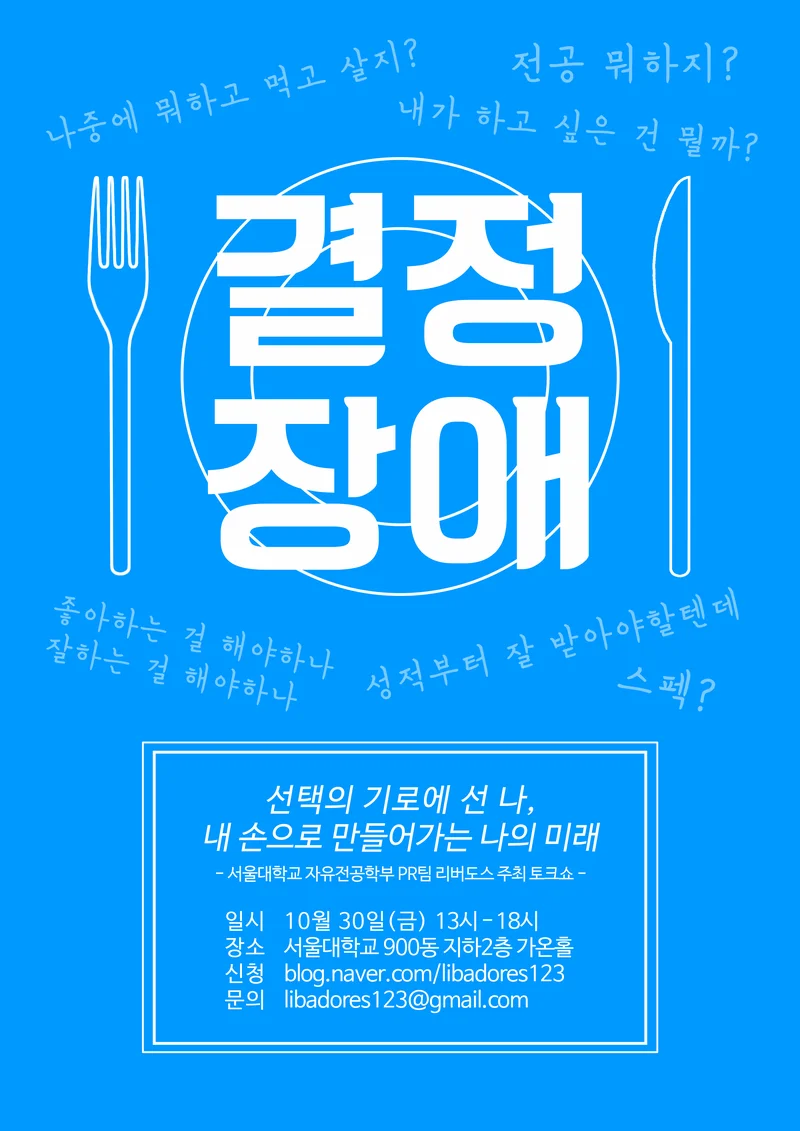 나중에 뭐하고 먹고 살지?
전공 뭐하지?
내가 하고 싶은 건 뭘까?
결정
장애
좋아하는 걸 해야하나
잘하는 걸 해야하나
성적부터 잘 받아야할텐데
스펙?
선택의 기로에 선 나,
내 손으로 만들어가는 나의 미래
- 서울대학교 자유전공학부 PR팀 리버도스 주최 토크쇼 -
일시 10월 30일(금) 13시-18시
장소 서울대학교 900동 지하2층 가온홀
신청 blog.naver.com/libadores123
문의 libadores123@gmail.com